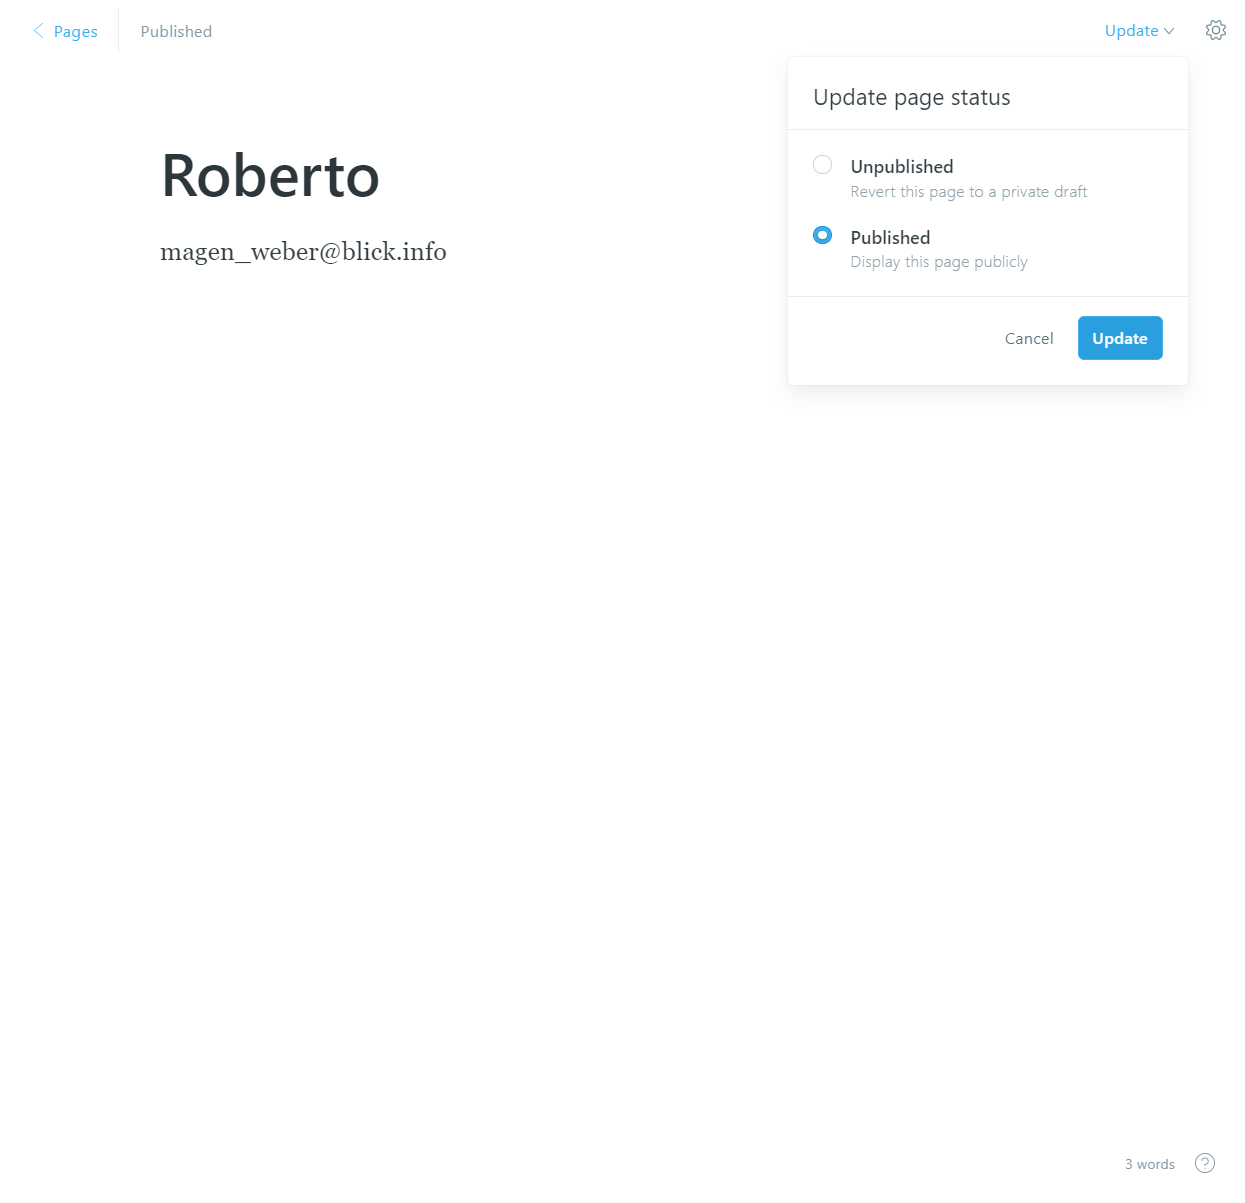 Pages
Published
Update
Update page status
Unpublished
Revert this page to a private draft
Published
Display this page publicly
Cancel
Update
Roberto
magen_weber@blick.info
3 words
?